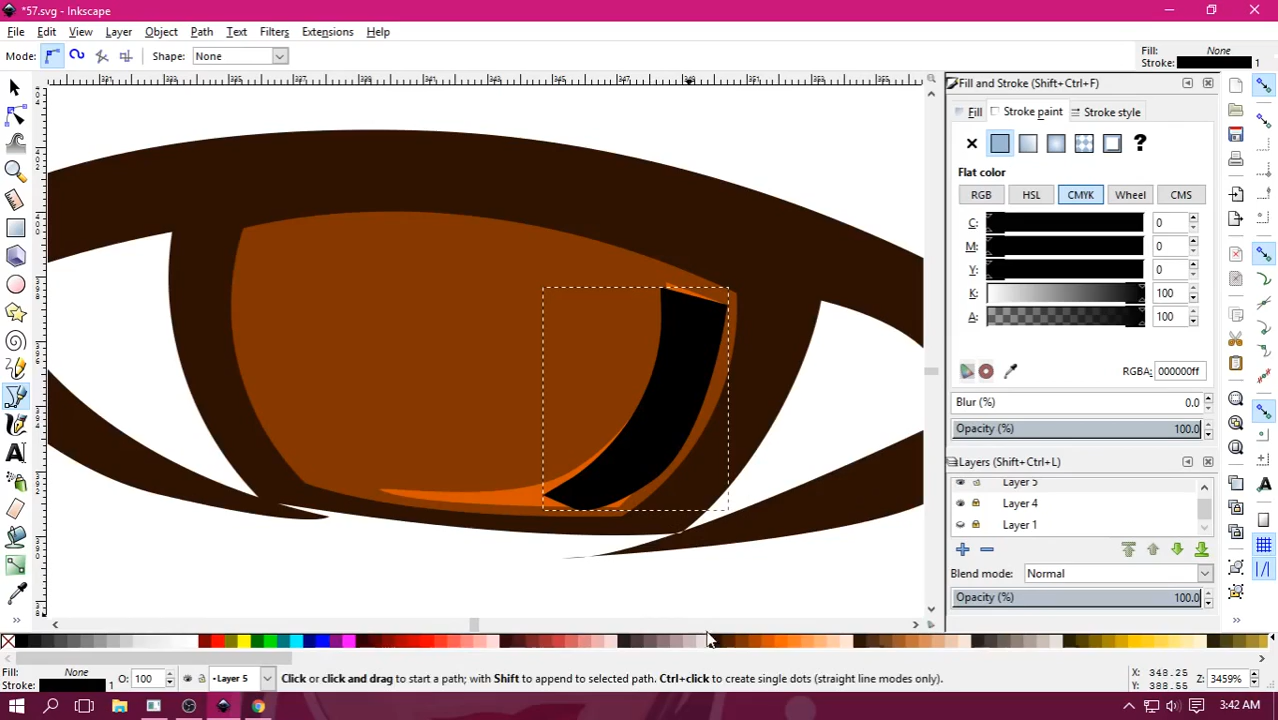 *57.svg - Inkscape
File Edit View Layer Object Path Text Filters Extensions Help
Mode: Shape: None
Fill: None
Stroke: 1
Fill and Stroke (Shift+Ctrl+F)
Fill Stroke paint Stroke style
?
Flat color
RGB HSL CMYK Wheel CMS
C: 0
M: 0
Y: 0
K: 100
A: 100
RGBA: 000000ff
Blur (%) 0.0
Opacity (%) 100.0
Layers (Shift+Ctrl+L)
Layer 5
Layer 4
Layer 1
Blend mode: Normal
Opacity (%) 100.0
Fill: None
Stroke: 1
O: 100
Layer 5
Click or click and drag to start a path; with Shift to append to selected path. Ctrl+click to create single dots (straight line modes only).
X: 348.25
Y: 388.55
Z: 3459%
3:42 AM